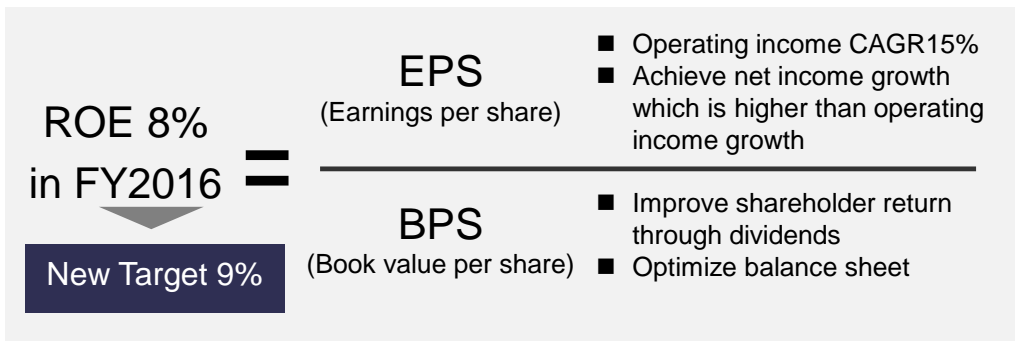 ROE 8%
in FY2016
=
New Target 9%
EPS
(Earnings per share)
■ Operating income CAGR15%
■ Achieve net income growth
which is higher than operating
income growth
BPS
(Book value per share)
■ Improve shareholder return
through dividends
■ Optimize balance sheet